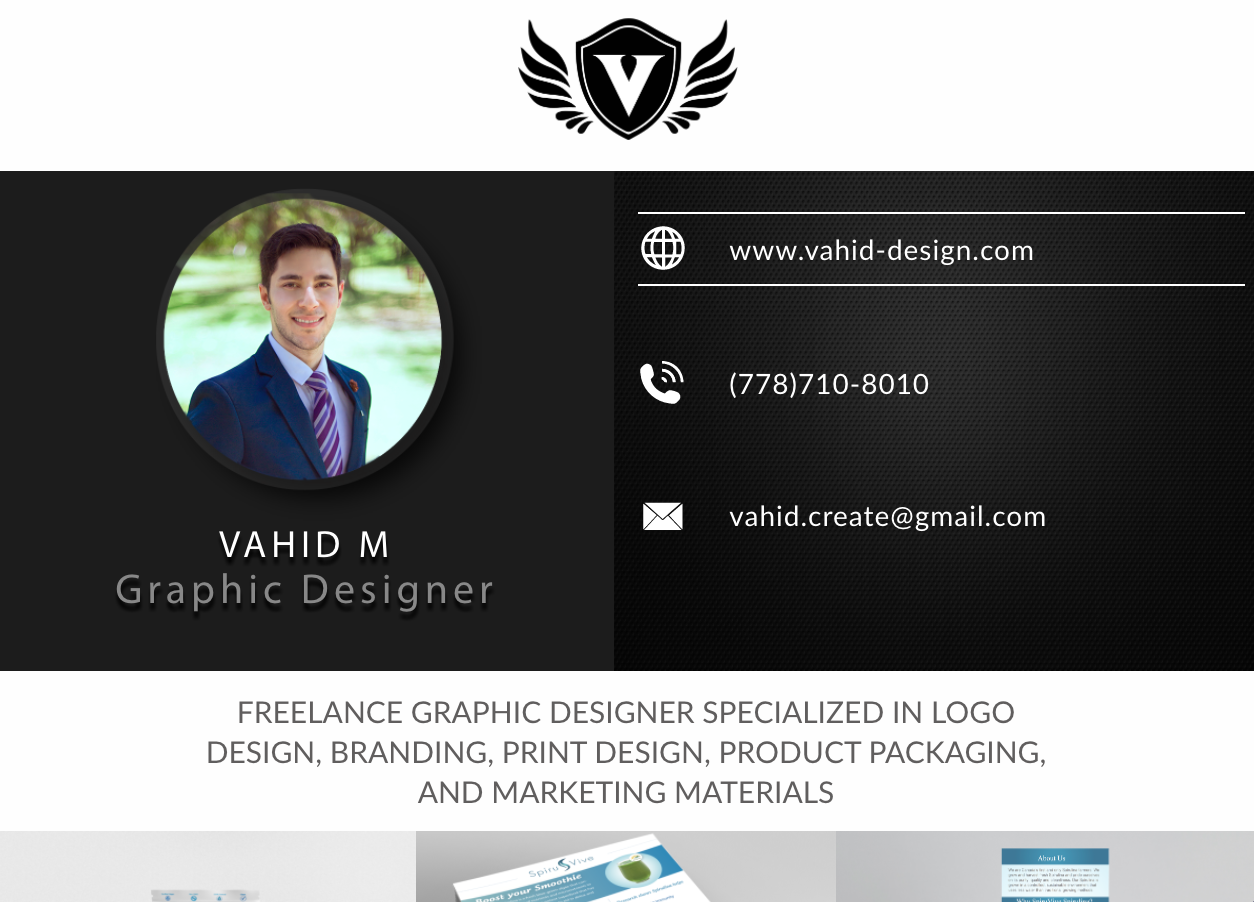 V
www.vahid-design.com
(778)710-8010
vahid.create@gmail.com
VAHID M
Graphic Designer
FREELANCE GRAPHIC DESIGNER SPECIALIZED IN LOGO
DESIGN, BRANDING, PRINT DESIGN, PRODUCT PACKAGING,
AND MARKETING MATERIALS
SpiruVive
Boost your Smoothie
About Us